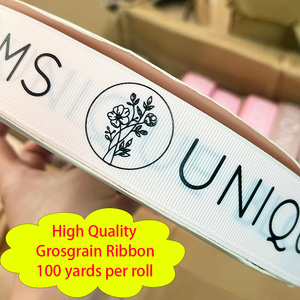 MS UNIQ
High Quality
Grosgrain Ribbon
100 yards per roll